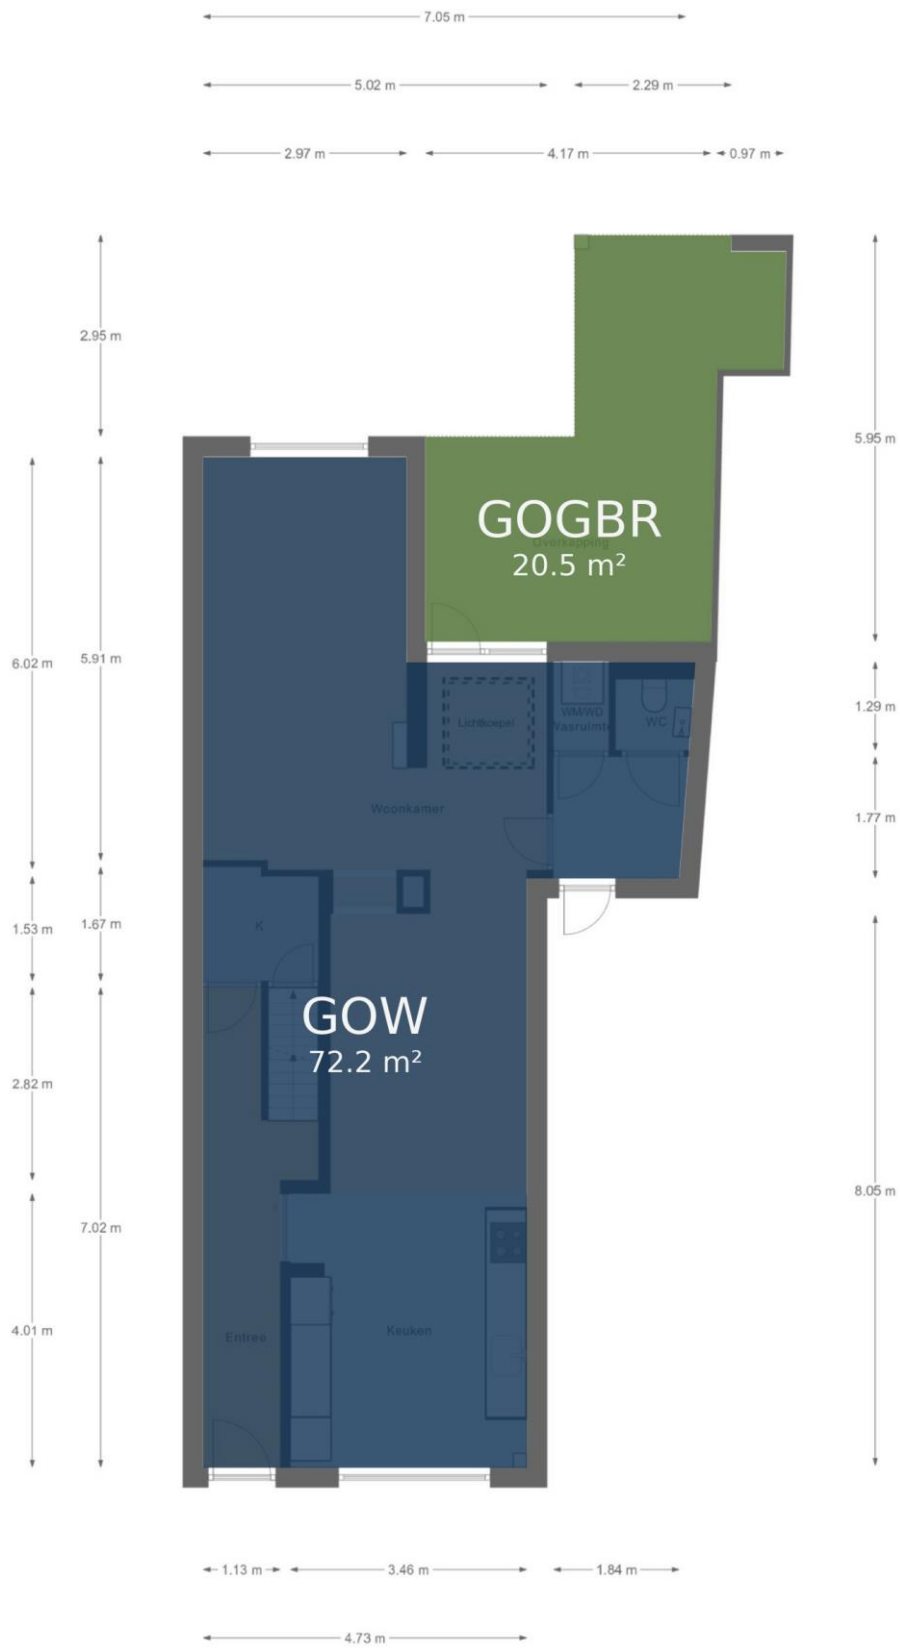 7.05 m
5.02 m
2.29 m
2.97 m
4.17 m
0.97 m
2.95 m
5.95 m
GOGBR
Overkapping
20.5 m²
6.02 m
5.91 m
1.29 m
Lichtkoepel
WM/WD
Wasruimte
WC
Woonkamer
1.77 m
1.53 m
1.67 m
K
GOW
72.2 m²
2.82 m
7.02 m
8.05 m
4.01 m
Entree
Keuken
1.13 m
3.46 m
1.84 m
4.73 m